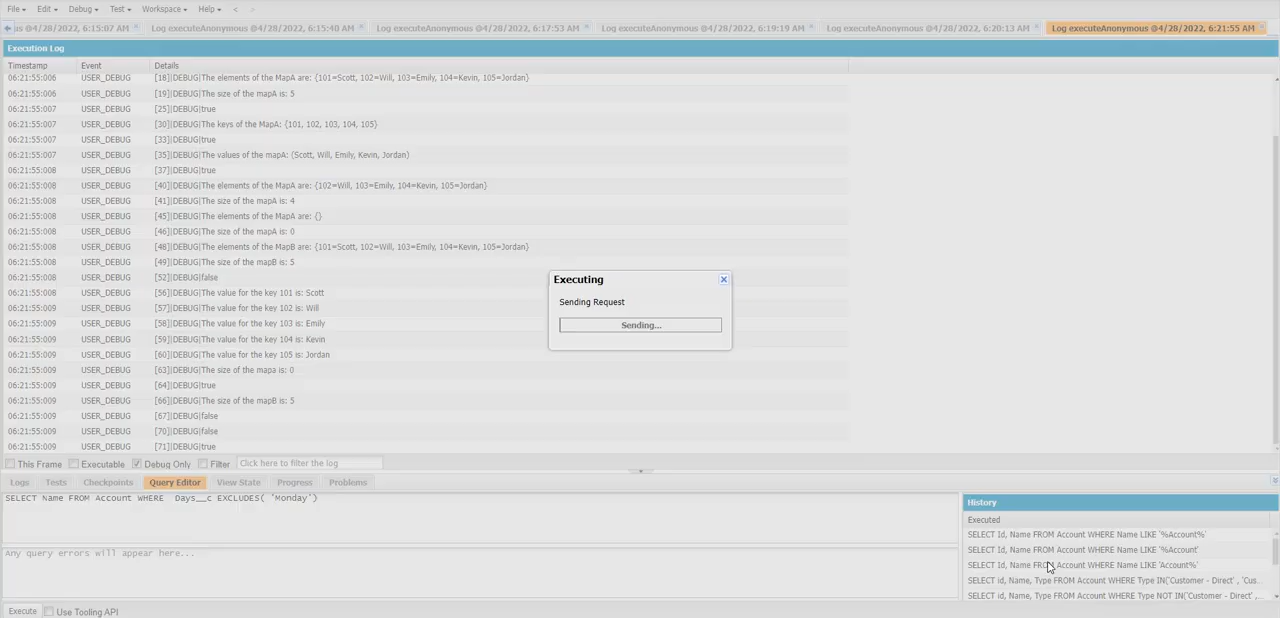 File Edit Debug Test Workspace Help < >
us @4/28/2022, 6:15:07 AM Log executeAnonymous @4/28/2022, 6:15:40 AM Log executeAnonymous @4/28/2022, 6:17:53 AM Log executeAnonymous @4/28/2022, 6:19:19 AM Log executeAnonymous @4/28/2022, 6:20:13 AM Log executeAnonymous @4/28/2022, 6:21:55 AM
Execution Log
Timestamp Event Details
06:21:55:006 USER_DEBUG [18]|DEBUG|The elements of the MapA are: {101=Scott, 102=Will, 103=Emily, 104=Kevin, 105=Jordan}
06:21:55:006 USER_DEBUG [19]|DEBUG|The size of the mapA is: 5
06:21:55:007 USER_DEBUG [25]|DEBUG|true
06:21:55:007 USER_DEBUG [30]|DEBUG|The keys of the MapA: {101, 102, 103, 104, 105}
06:21:55:007 USER_DEBUG [33]|DEBUG|true
06:21:55:007 USER_DEBUG [35]|DEBUG|The values of the mapA: (Scott, Will, Emily, Kevin, Jordan)
06:21:55:008 USER_DEBUG [37]|DEBUG|true
06:21:55:008 USER_DEBUG [40]|DEBUG|The elements of the MapA are: {102=Will, 103=Emily, 104=Kevin, 105=Jordan}
06:21:55:008 USER_DEBUG [41]|DEBUG|The size of the mapA is: 4
06:21:55:008 USER_DEBUG [45]|DEBUG|The elements of the MapA are: {}
06:21:55:008 USER_DEBUG [46]|DEBUG|The size of the mapA is: 0
06:21:55:008 USER_DEBUG [48]|DEBUG|The elements of the MapB are: {101=Scott, 102=Will, 103=Emily, 104=Kevin, 105=Jordan}
06:21:55:008 USER_DEBUG [49]|DEBUG|The size of the mapB is: 5
06:21:55:008 USER_DEBUG [52]|DEBUG|false
06:21:55:008 USER_DEBUG [56]|DEBUG|The value for the key 101 is: Scott
06:21:55:009 USER_DEBUG [57]|DEBUG|The value for the key 102 is: Will
06:21:55:009 USER_DEBUG [58]|DEBUG|The value for the key 103 is: Emily
06:21:55:009 USER_DEBUG [59]|DEBUG|The value for the key 104 is: Kevin
06:21:55:009 USER_DEBUG [60]|DEBUG|The value for the key 105 is: Jordan
06:21:55:009 USER_DEBUG [63]|DEBUG|The size of the mapa is: 0
06:21:55:009 USER_DEBUG [64]|DEBUG|true
06:21:55:009 USER_DEBUG [66]|DEBUG|The size of the mapB is: 5
06:21:55:009 USER_DEBUG [67]|DEBUG|false
06:21:55:009 USER_DEBUG [70]|DEBUG|false
06:21:55:009 USER_DEBUG [71]|DEBUG|true
Executing
Sending Request
Sending...
This Frame Executable Debug Only Filter Click here to filter the log
Logs Tests Checkpoints Query Editor View State Progress Problems
SELECT Name FROM Account WHERE Days__c EXCLUDES( 'Monday')
Any query errors will appear here...
History
Executed
SELECT Id, Name FROM Account WHERE Name LIKE '%Account%'
SELECT Id, Name FROM Account WHERE Name LIKE '%Account'
SELECT Id, Name FROM Account WHERE Name LIKE 'Account%'
SELECT id, Name, Type FROM Account WHERE Type IN('Customer - Direct' , 'Cus...
SELECT id, Name, Type FROM Account WHERE Type NOT IN('Customer - Direct' ,...
Execute Use Tooling API